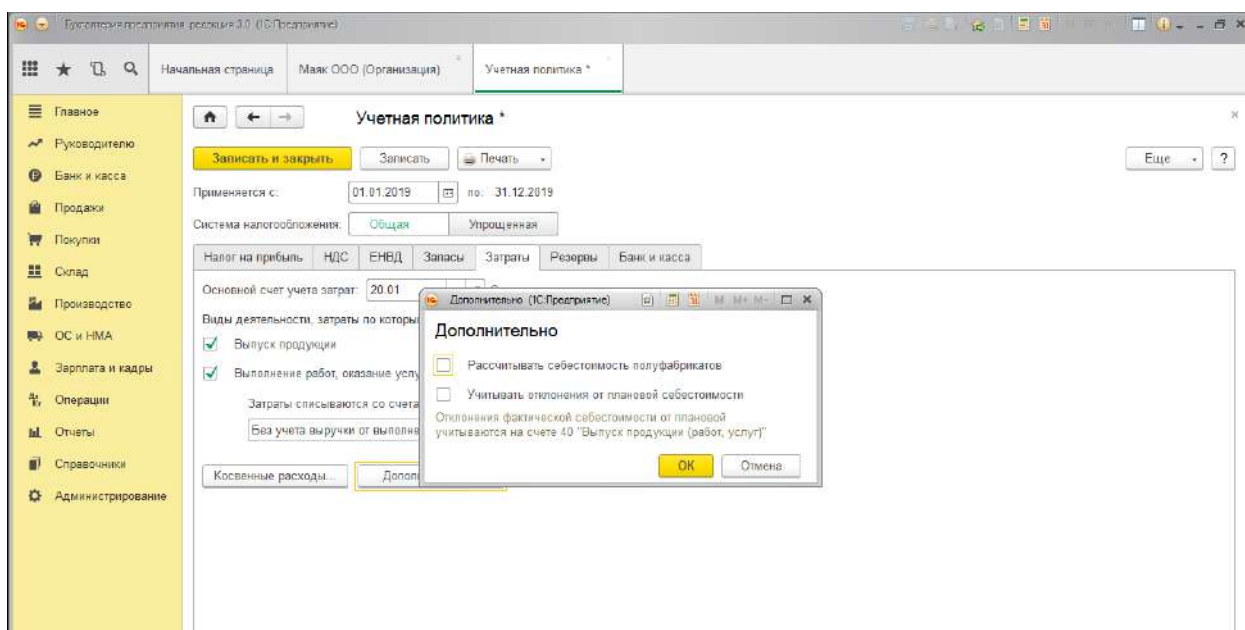 Бухгалтерия предприятия, редакция 3.0 (1С:Предприятие)
Начальная страница
Маяк ООО (Организация)
Учетная политика *
Главное
Руководителю
Банк и касса
Продажи
Покупки
Склад
Производство
ОС и НМА
Зарплата и кадры
Операции
Отчеты
Справочники
Администрирование
Учетная политика *
Записать и закрыть
Записать
Печать
Еще
?
Применяется с: 01.01.2019 по: 31.12.2019
Система налогообложения: Общая Упрощенная
Налог на прибыль НДС ЕНВД Запасы Затраты Резервы Банк и касса
Основной счет учета затрат: 20.01
Виды деятельности, затраты по которы
Выпуск продукции
Выполнение работ, оказание услу
Затраты списываются со счета
Без учета выручки от выполне
Косвенные расходы...
Допол
Дополнительно (1С:Предприятие)
M M+ M-
Дополнительно
Рассчитывать себестоимость полуфабрикатов
Учитывать отклонения от плановой себестоимости
Отклонения фактической себестоимости от плановой
учитываются на счете 40 "Выпуск продукции (работ, услуг)"
ОК
Отмена